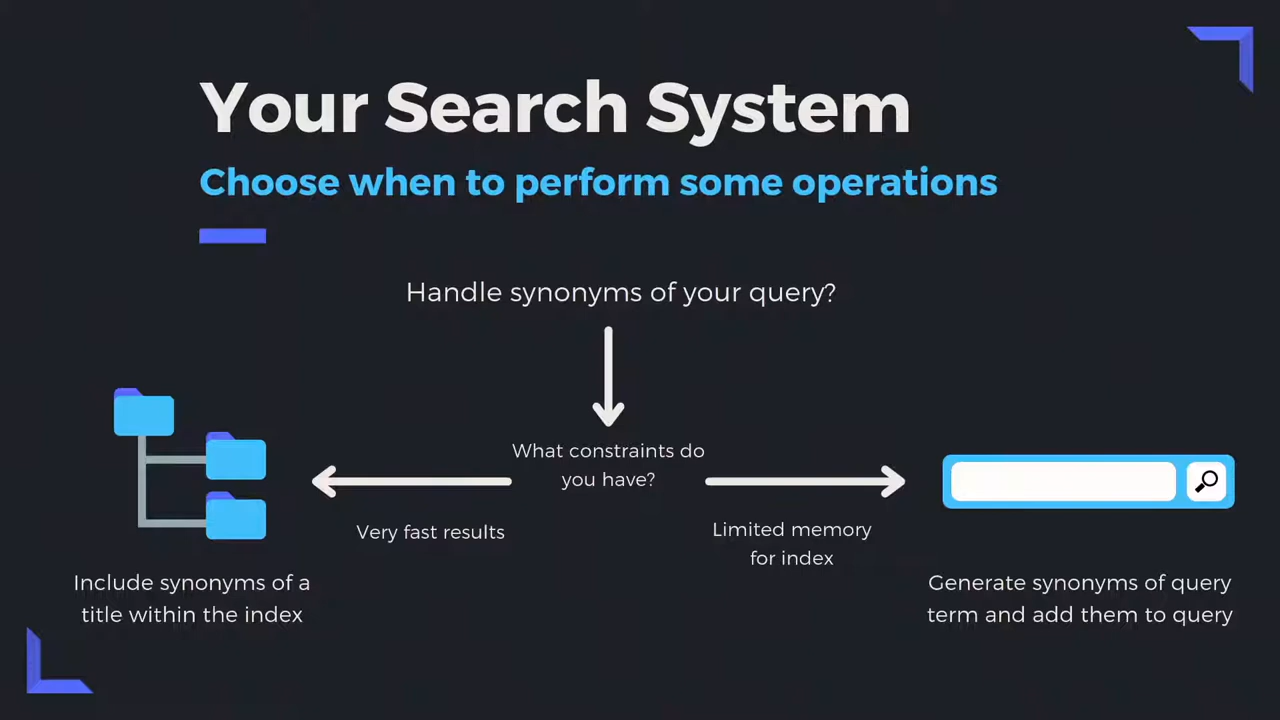 Your Search System
Choose when to perform some operations
Handle synonyms of your query?
What constraints do
you have?
Very fast results
Limited memory
for index
Include synonyms of a
title within the index
Generate synonyms of query
term and add them to query